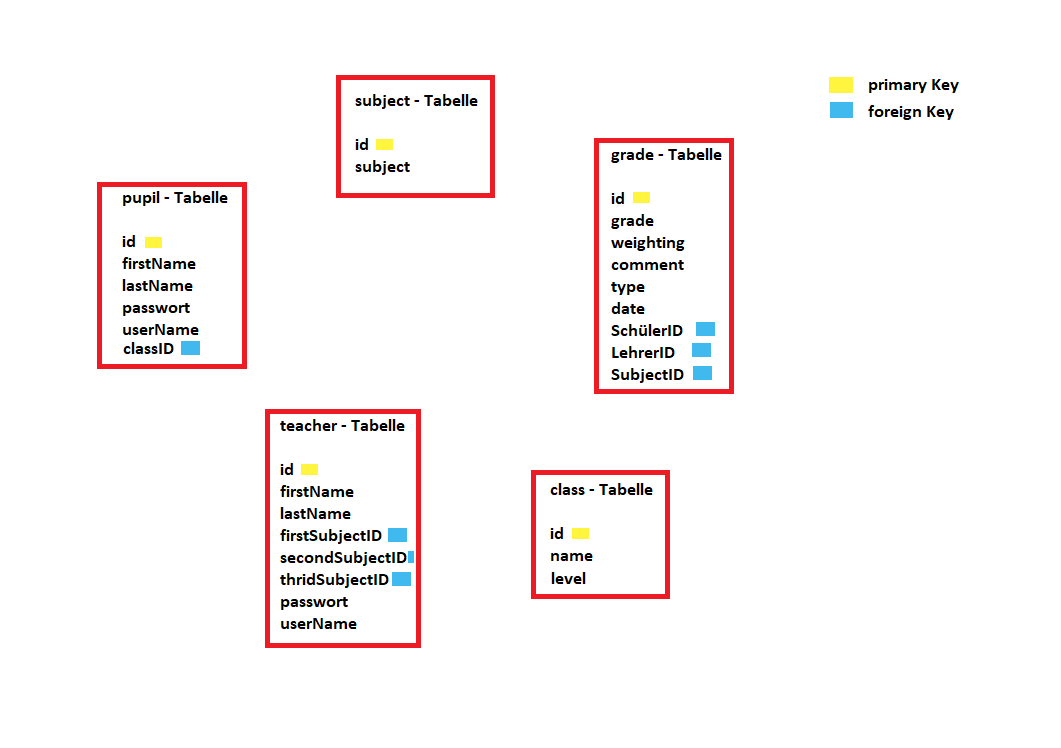 subject - Tabelle
id
subject
primary Key
foreign Key
grade - Tabelle
id
grade
weighting
comment
type
date
SchülerID
LehrerID
SubjectID
pupil - Tabelle
id
firstName
lastName
passwort
userName
classID
teacher - Tabelle
id
firstName
lastName
firstSubjectID
secondSubjectID
thridSubjectID
passwort
userName
class - Tabelle
id
name
level